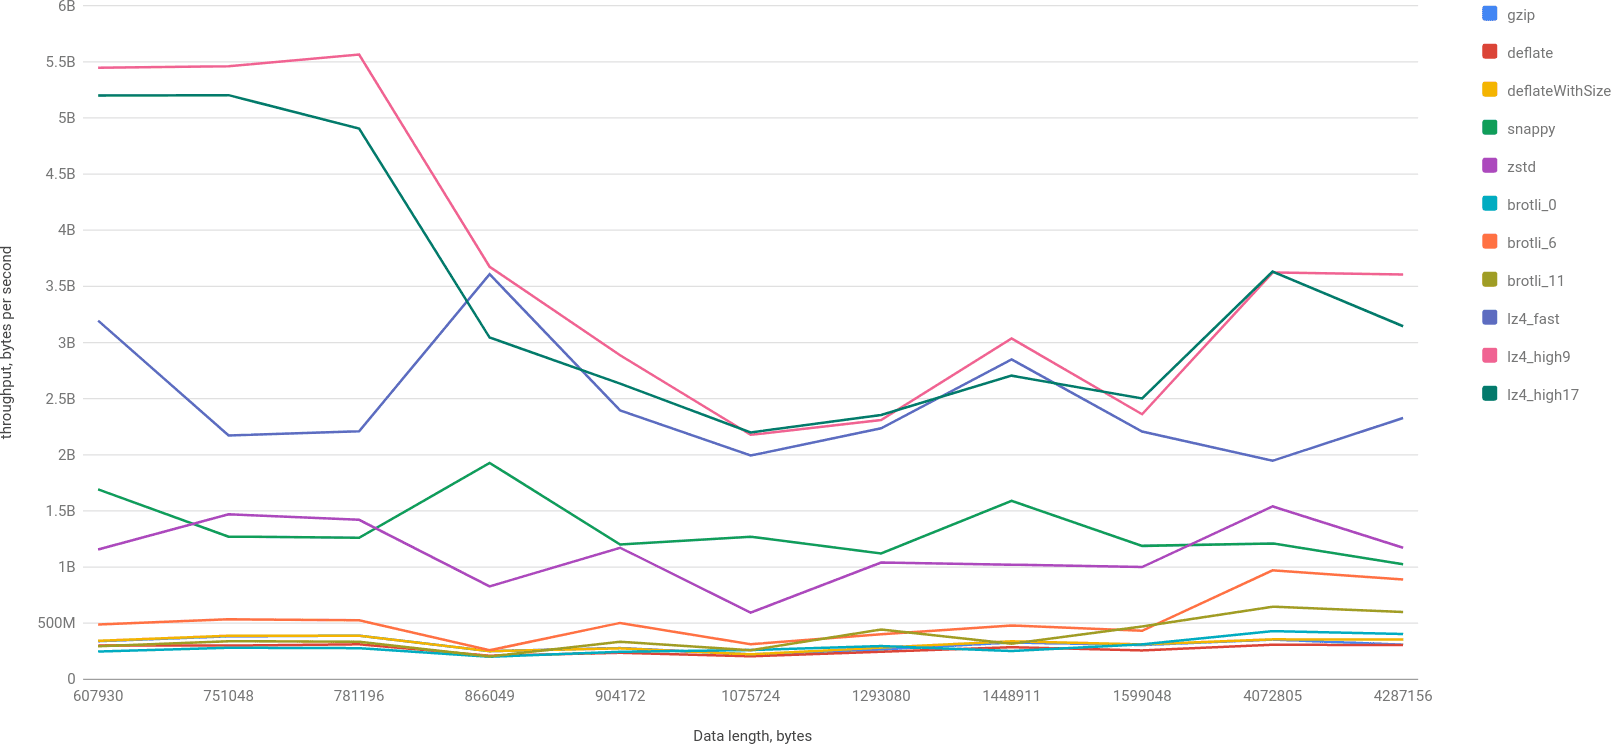 6B
5.5B
5B
4.5B
4B
3.5B
3B
2.5B
2B
1.5B
1B
500M
0
throughput, bytes per second
607930 751048 781196 866049 904172 1075724 1293080 1448911 1599048 4072805 4287156
Data length, bytes
gzip
deflate
deflateWithSize
snappy
zstd
brotli_0
brotli_6
brotli_11
lz4_fast
lz4_high9
lz4_high17